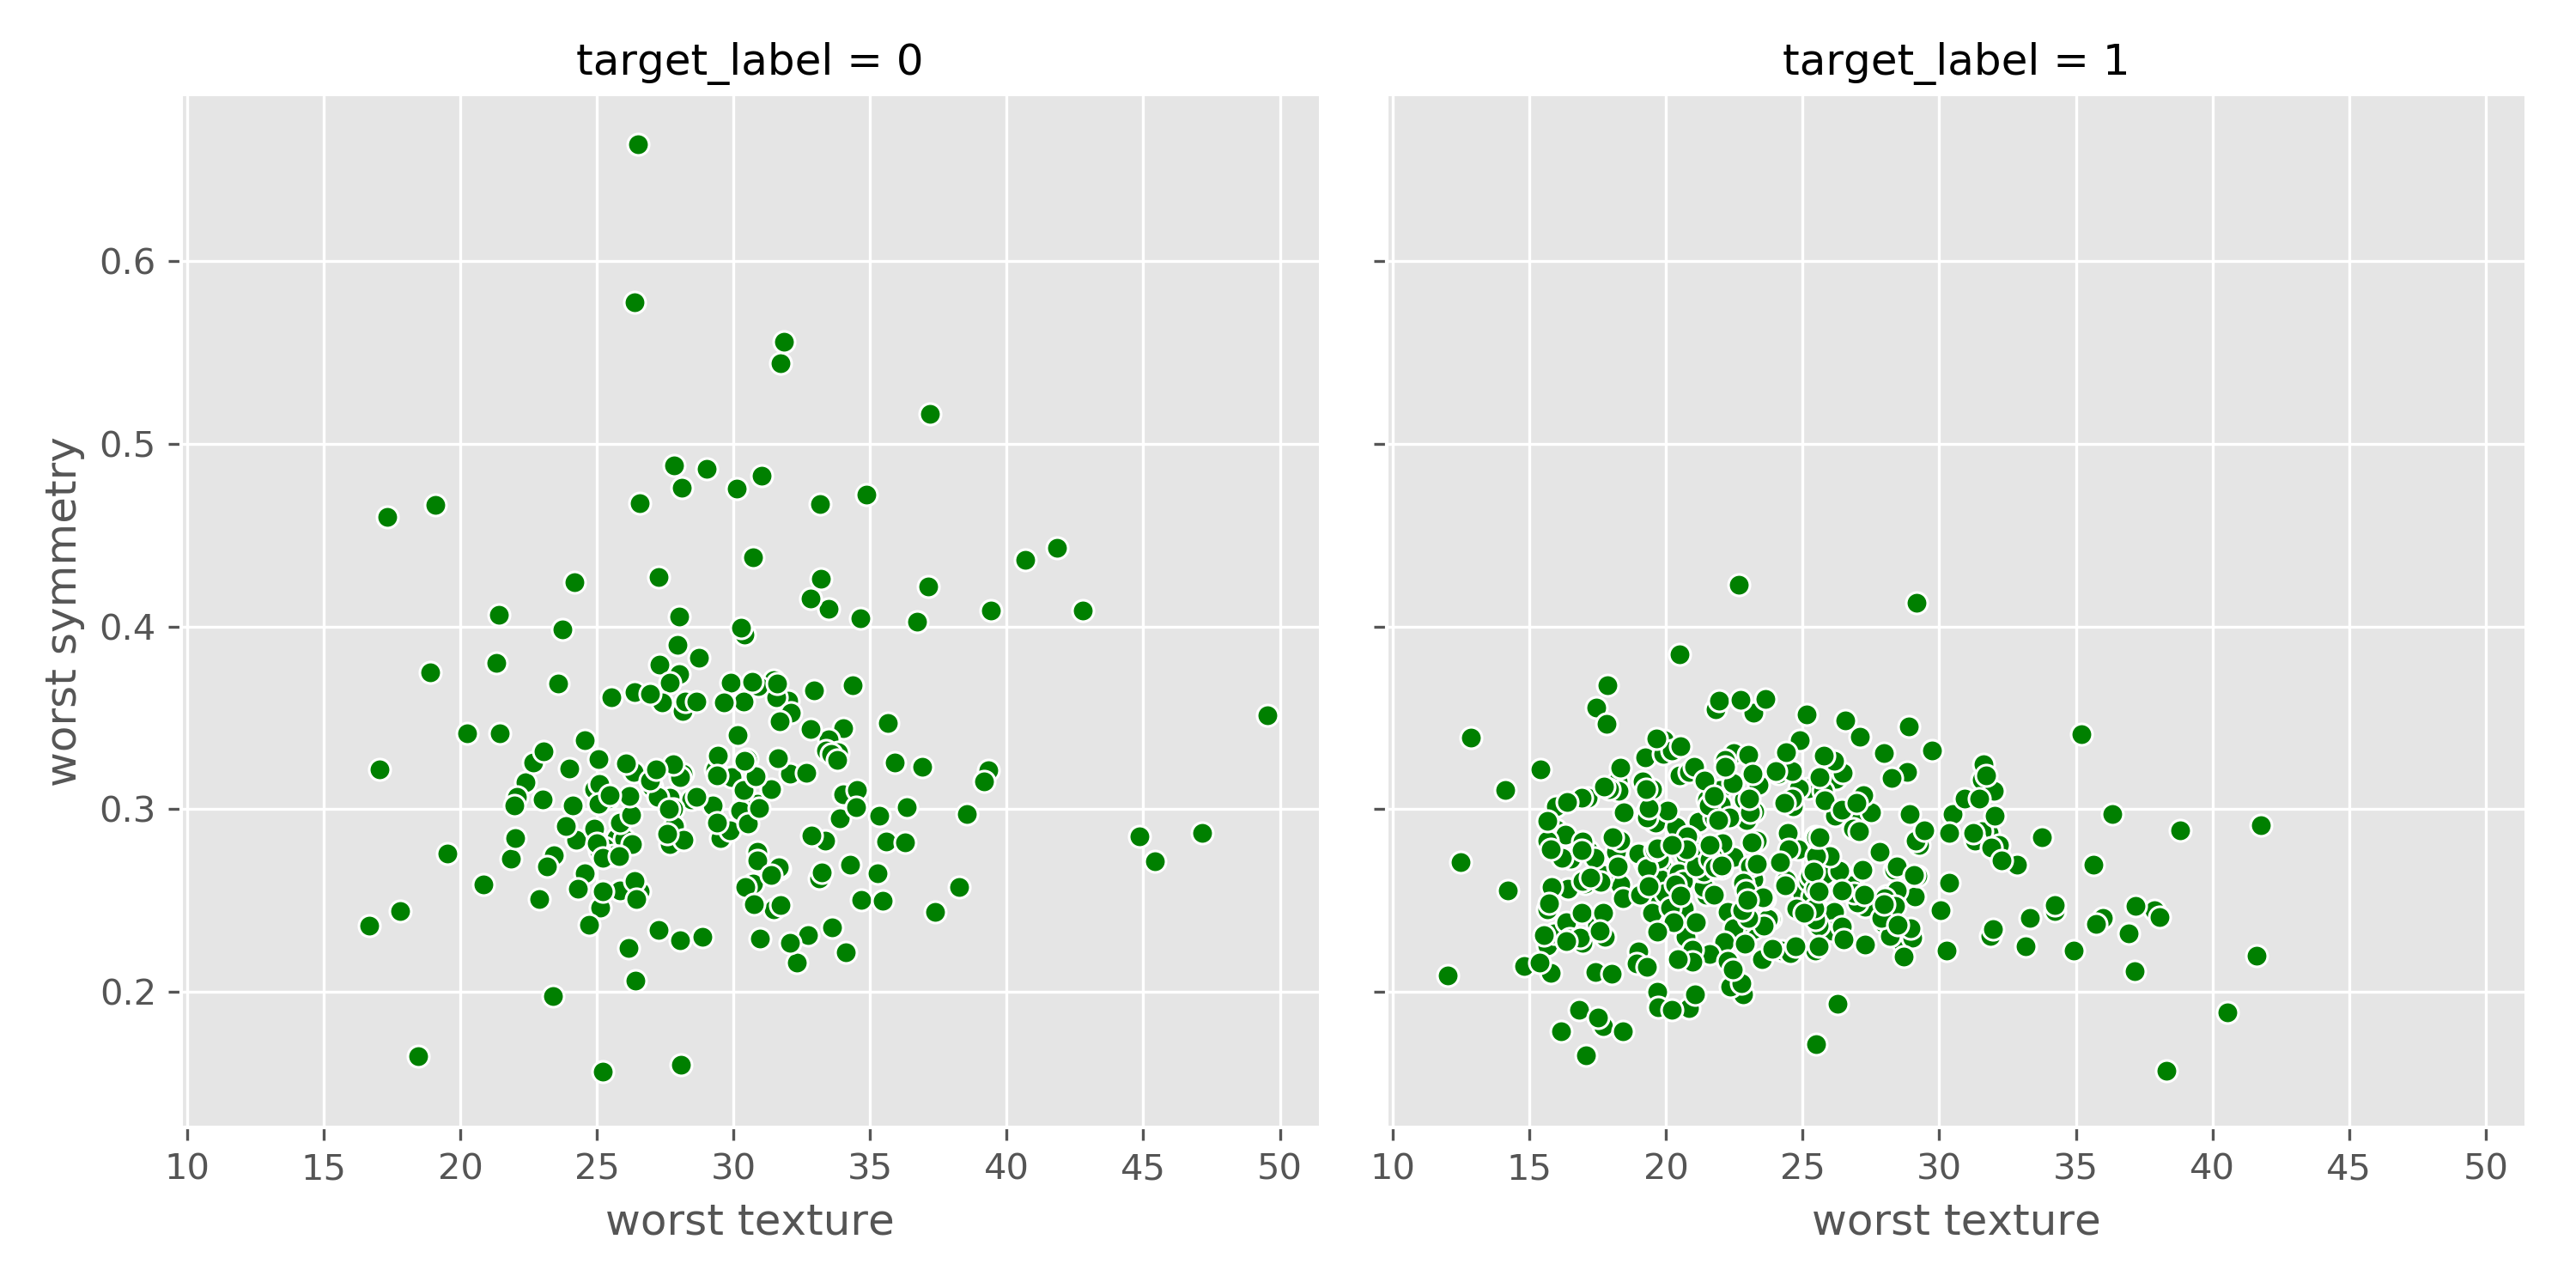 target_label = 0
target_label = 1
worst symmetry
0.6
0.5
0.4
0.3
0.2
10 15 20 25 30 35 40 45 50
10 15 20 25 30 35 40 45 50
worst texture
worst texture